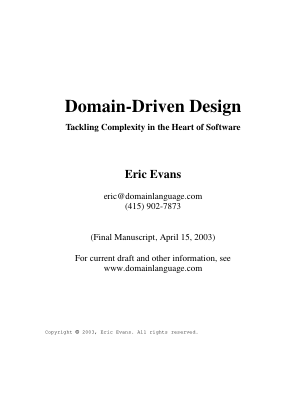 Domain-Driven Design
Tackling Complexity in the Heart of Software
Eric Evans
eric@domainlanguage.com
(415) 902-7873
(Final Manuscript, April 15, 2003)
For current draft and other information, see
www.domainlanguage.com
Copyright © 2003, Eric Evans. All rights reserved.